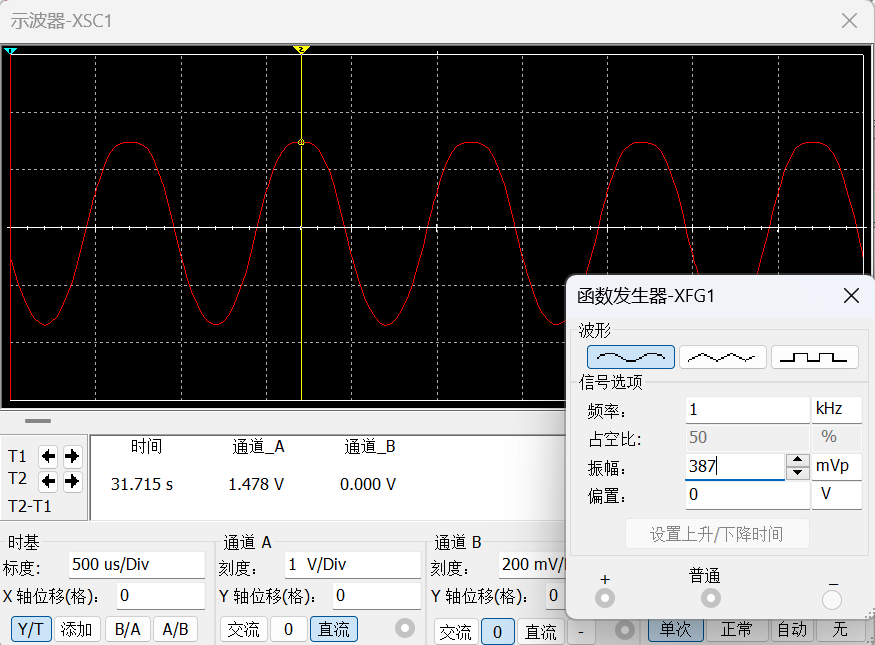 示波器-XSC1
1
2
函数发生器-XFG1
波形
信号选项
频率: 1 kHz
占空比: 50 %
振幅: 387 mVp
偏置: 0 V
设置上升/下降时间
+ 普通 −
时间 通道_A 通道_B
T1
T2 31.715 s 1.478 V 0.000 V
T2-T1
时基 通道 A 通道 B
标度: 500 us/Div 刻度: 1 V/Div 刻度: 200 mV/
X 轴位移(格): 0 Y 轴位移(格): 0 Y 轴位移(格): 0
Y/T 添加 B/A A/B 交流 0 直流 交流 0 直流 - 单次 正常 自动 无